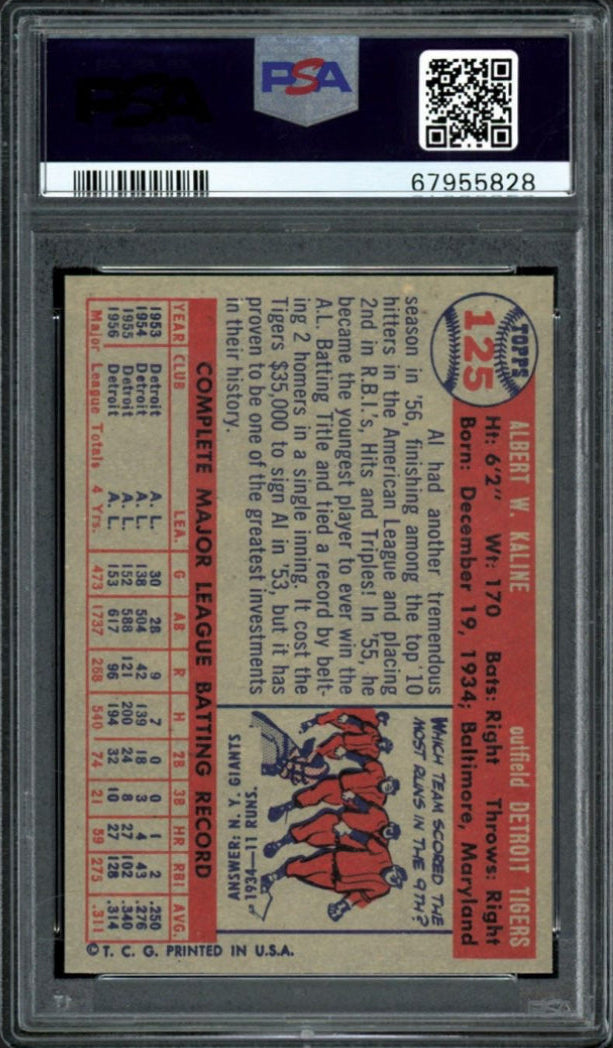 PSA
PSA
67955828
TOPPS
125
ALBERT W. KALINE outfield DETROIT TIGERS
Ht: 6'2" Wt: 170 Bats: Right Throws: Right
Born: December 19, 1934; Baltimore, Maryland
Al had another tremendous
season in '56, finishing among the top 10
hitters in the American League and placing
2nd in R.B.I.'s, Hits and Triples! In '55, he
became the youngest player to ever win the
A.L. Batting Title and tied a record by belt-
ing 2 homers in a single inning. It cost the
Tigers $35,000 to sign Al in '53, but it has
proven to be one of the greatest investments
in their history.
WHICH TEAM SCORED THE
MOST RUNS IN THE 9TH?
ANSWER: N.Y. GIANTS
1934—11 RUNS.
COMPLETE MAJOR LEAGUE BATTING RECORD
YEAR CLUB LEA. G AB R H 2B 3B HR RBI AVG.
1953 Detroit A. L. 30 28 9 7 0 0 1 2 .250
1954 Detroit A. L. 138 504 42 139 18 3 4 43 .276
1955 Detroit A. L. 152 588 121 200 24 8 27 102 .340
1956 Detroit A. L. 153 617 96 194 32 10 27 128 .314
Major League Totals 4 Yrs. 473 1737 268 540 74 21 59 275 .311
© T. C. G. PRINTED IN U.S.A.